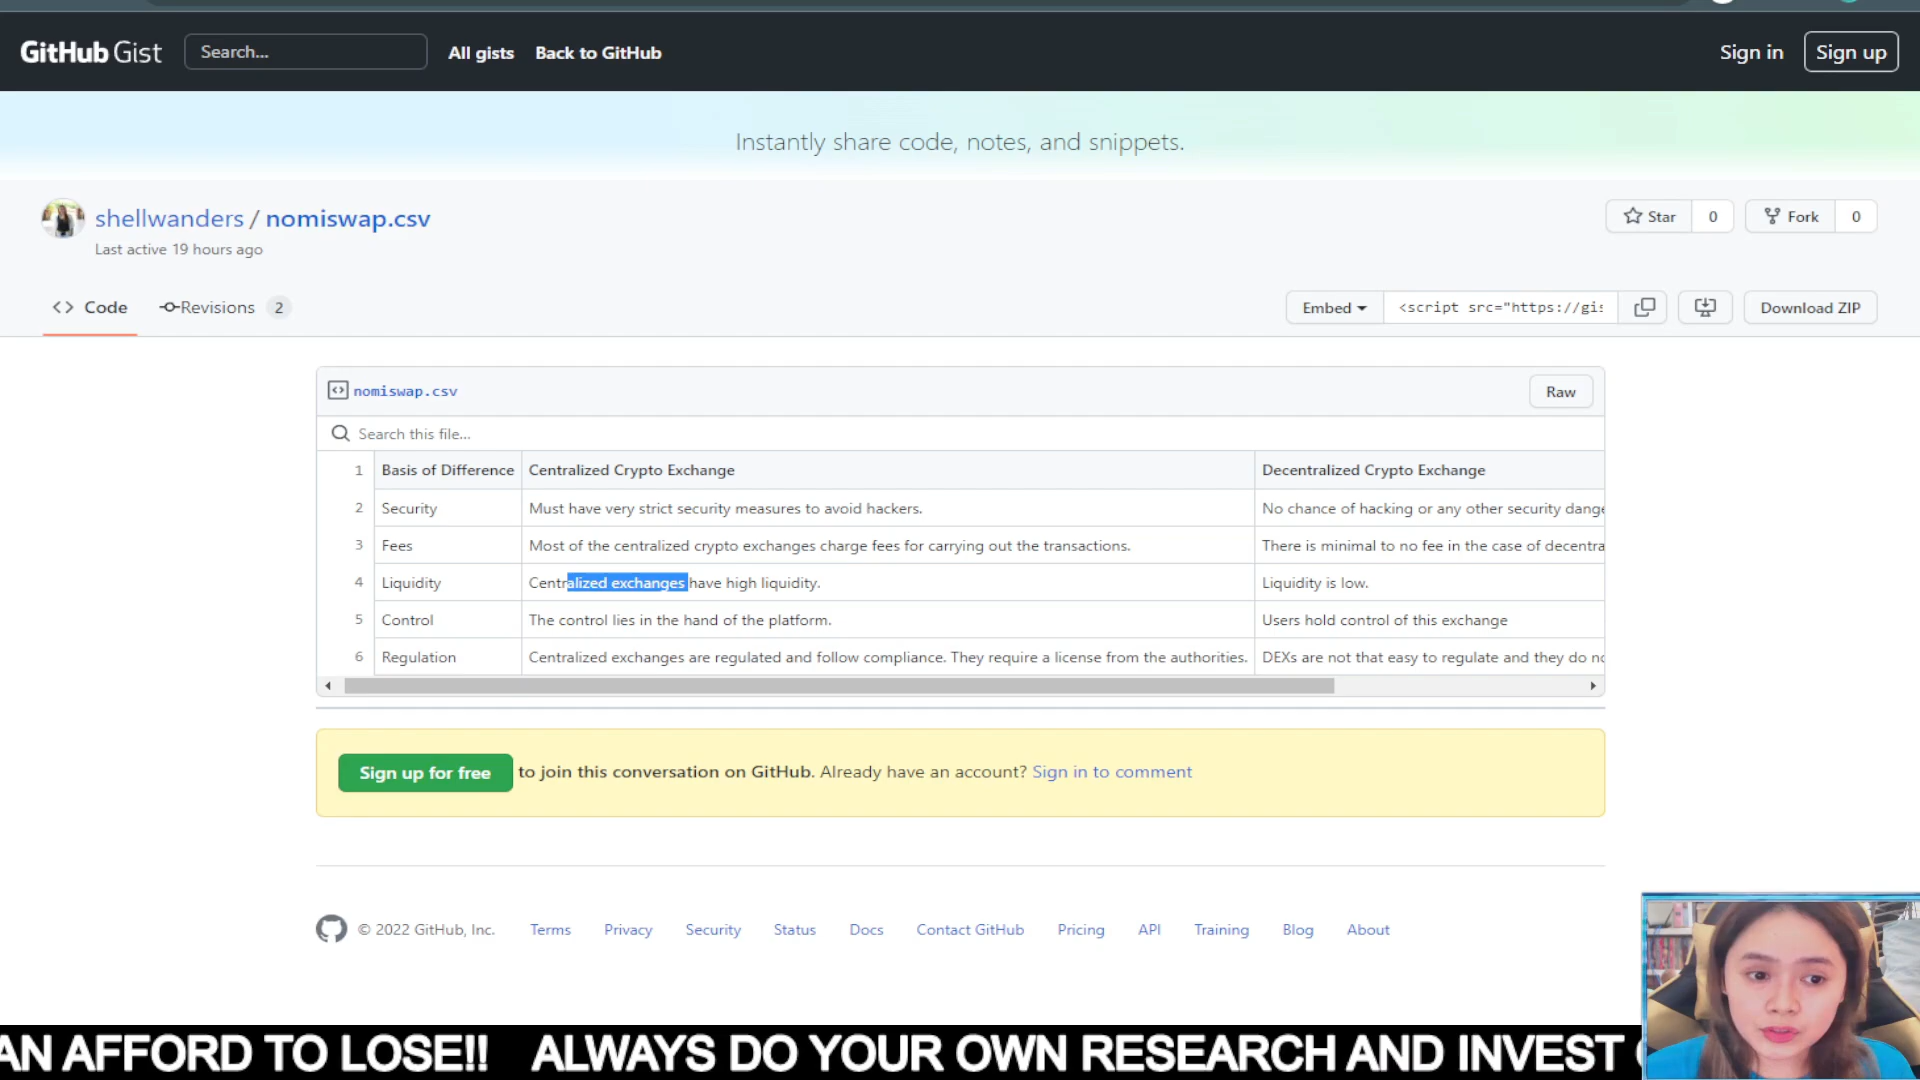 GitHub Gist Search... All gists Back to GitHub Sign in Sign up
Instantly share code, notes, and snippets.
shellwanders / nomiswap.csv Star 0 Fork 0
Last active 19 hours ago
Code Revisions 2 Embed <script src="https://gis Download ZIP
nomiswap.csv Raw
Search this file...
1 Basis of Difference Centralized Crypto Exchange Decentralized Crypto Exchange
2 Security Must have very strict security measures to avoid hackers. No chance of hacking or any other security dange
3 Fees Most of the centralized crypto exchanges charge fees for carrying out the transactions. There is minimal to no fee in the case of decentra
4 Liquidity Centralized exchanges have high liquidity. Liquidity is low.
5 Control The control lies in the hand of the platform. Users hold control of this exchange
6 Regulation Centralized exchanges are regulated and follow compliance. They require a license from the authorities. DEXs are not that easy to regulate and they do no
Sign up for free to join this conversation on GitHub. Already have an account? Sign in to comment
© 2022 GitHub, Inc. Terms Privacy Security Status Docs Contact GitHub Pricing API Training Blog About
AN AFFORD TO LOSE!! ALWAYS DO YOUR OWN RESEARCH AND INVEST